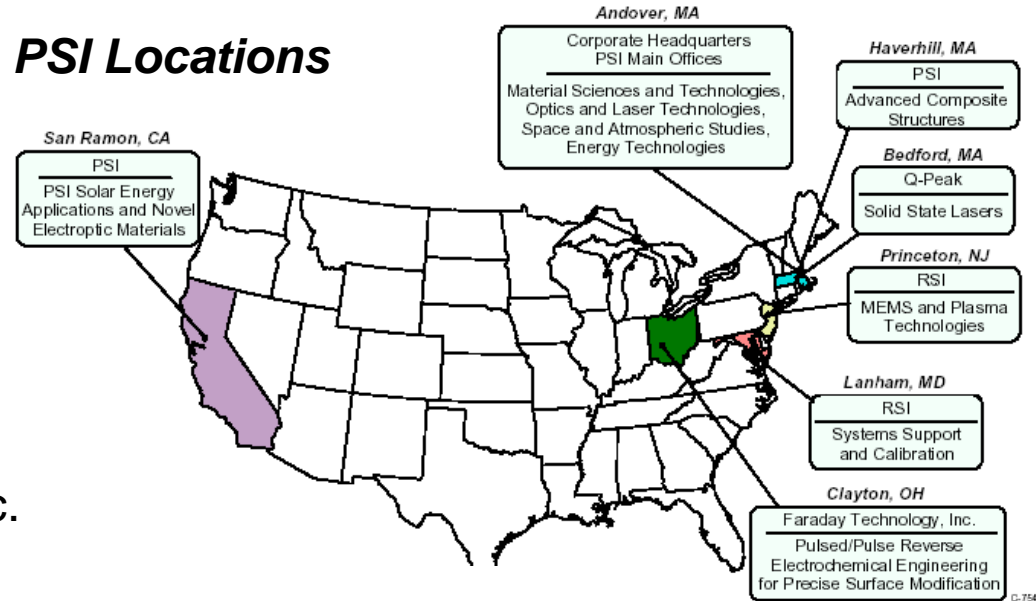 PSI Locations
Andover, MA
Corporate Headquarters
PSI Main Offices
Material Sciences and Technologies,
Optics and Laser Technologies,
Space and Atmospheric Studies,
Energy Technologies
Haverhill, MA
PSI
Advanced Composite
Structures
San Ramon, CA
PSI
PSI Solar Energy
Applications and Novel
Electroptic Materials
Bedford, MA
Q-Peak
Solid State Lasers
Princeton, NJ
RSI
MEMS and Plasma
Technologies
Lanham, MD
RSI
Systems Support
and Calibration
Clayton, OH
Faraday Technology, Inc.
Pulsed/Pulse Reverse
Electrochemical Engineering
for Precise Surface Modification